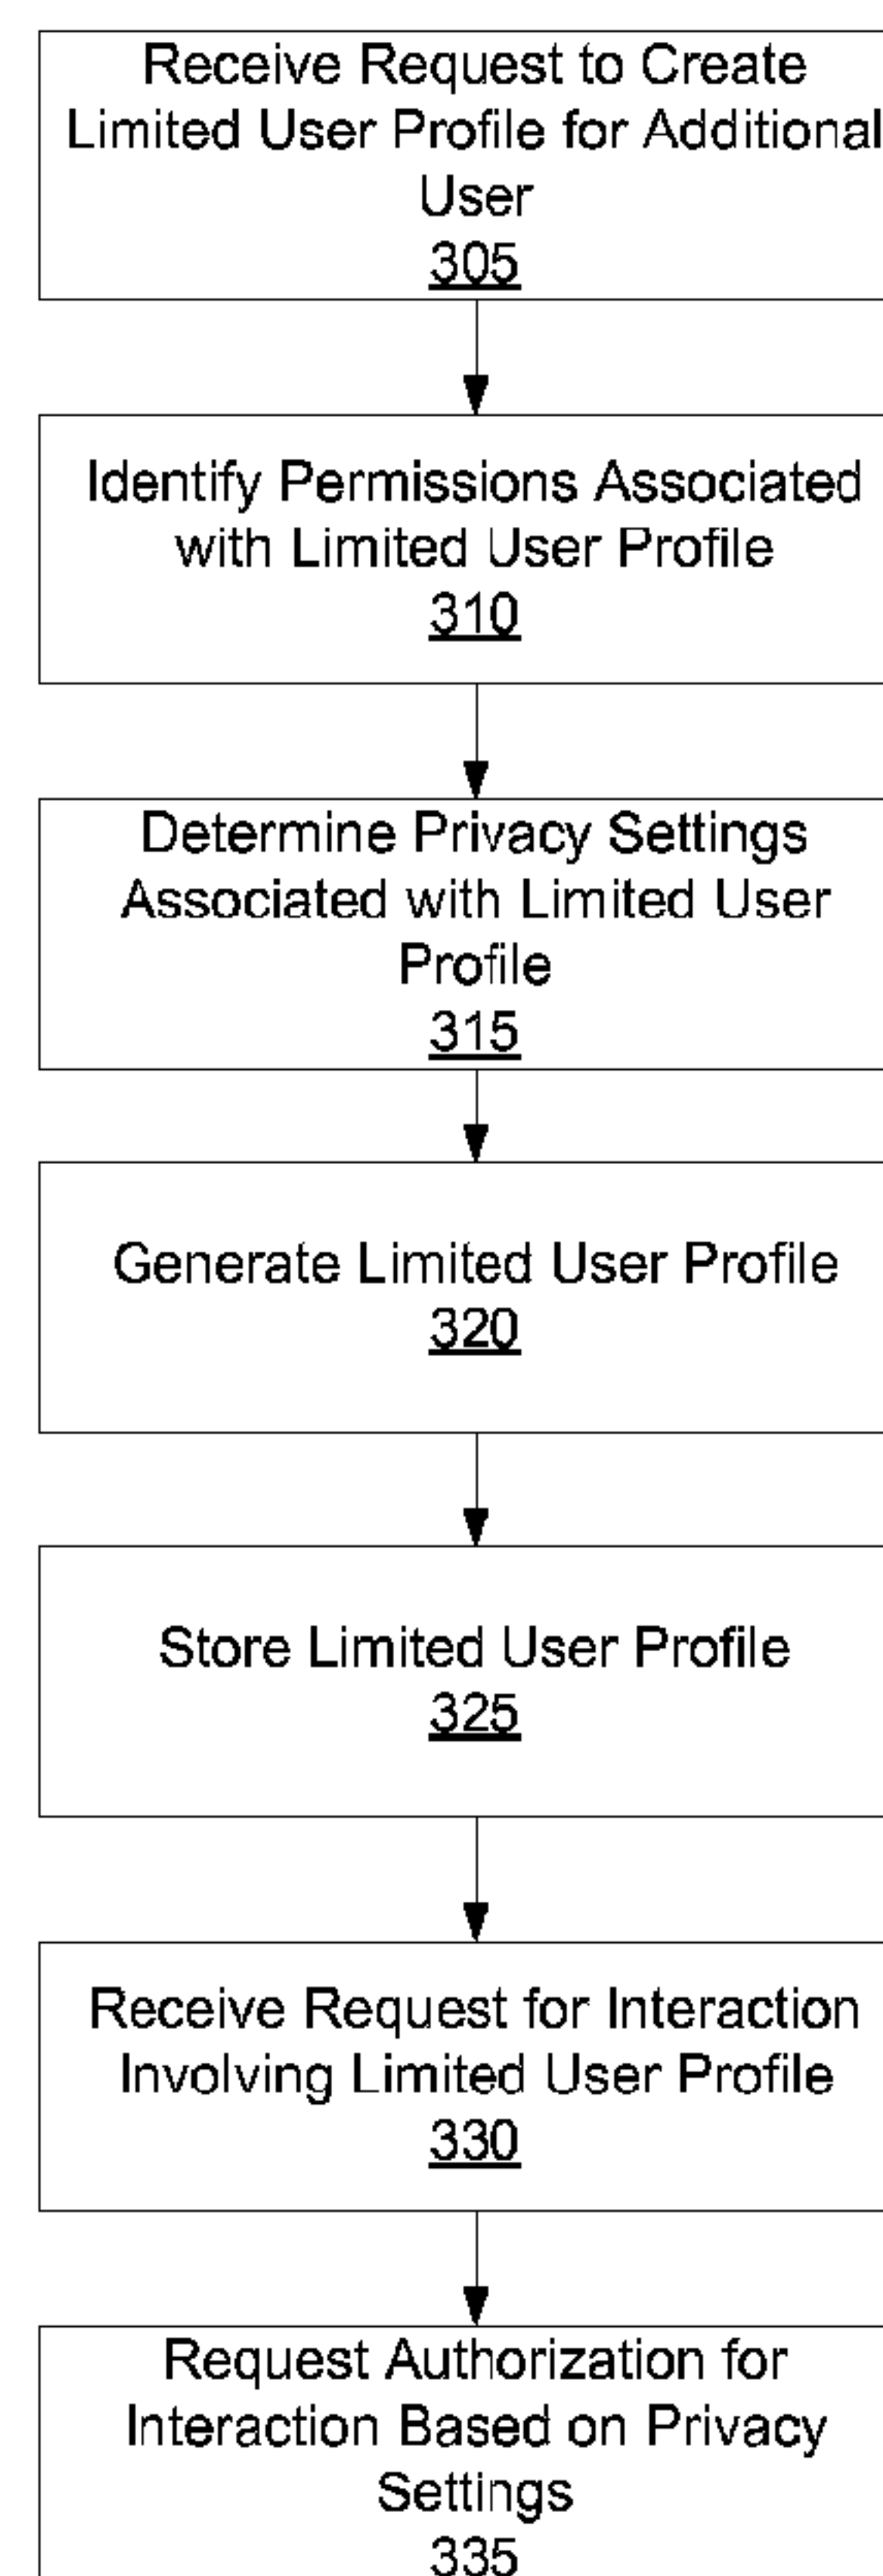 Receive Request to Create
Limited User Profile for Additional
User
305
Identify Permissions Associated
with Limited User Profile
310
Determine Privacy Settings
Associated with Limited User
Profile
315
Generate Limited User Profile
320
Store Limited User Profile
325
Receive Request for Interaction
Involving Limited User Profile
330
Request Authorization for
Interaction Based on Privacy
Settings
335